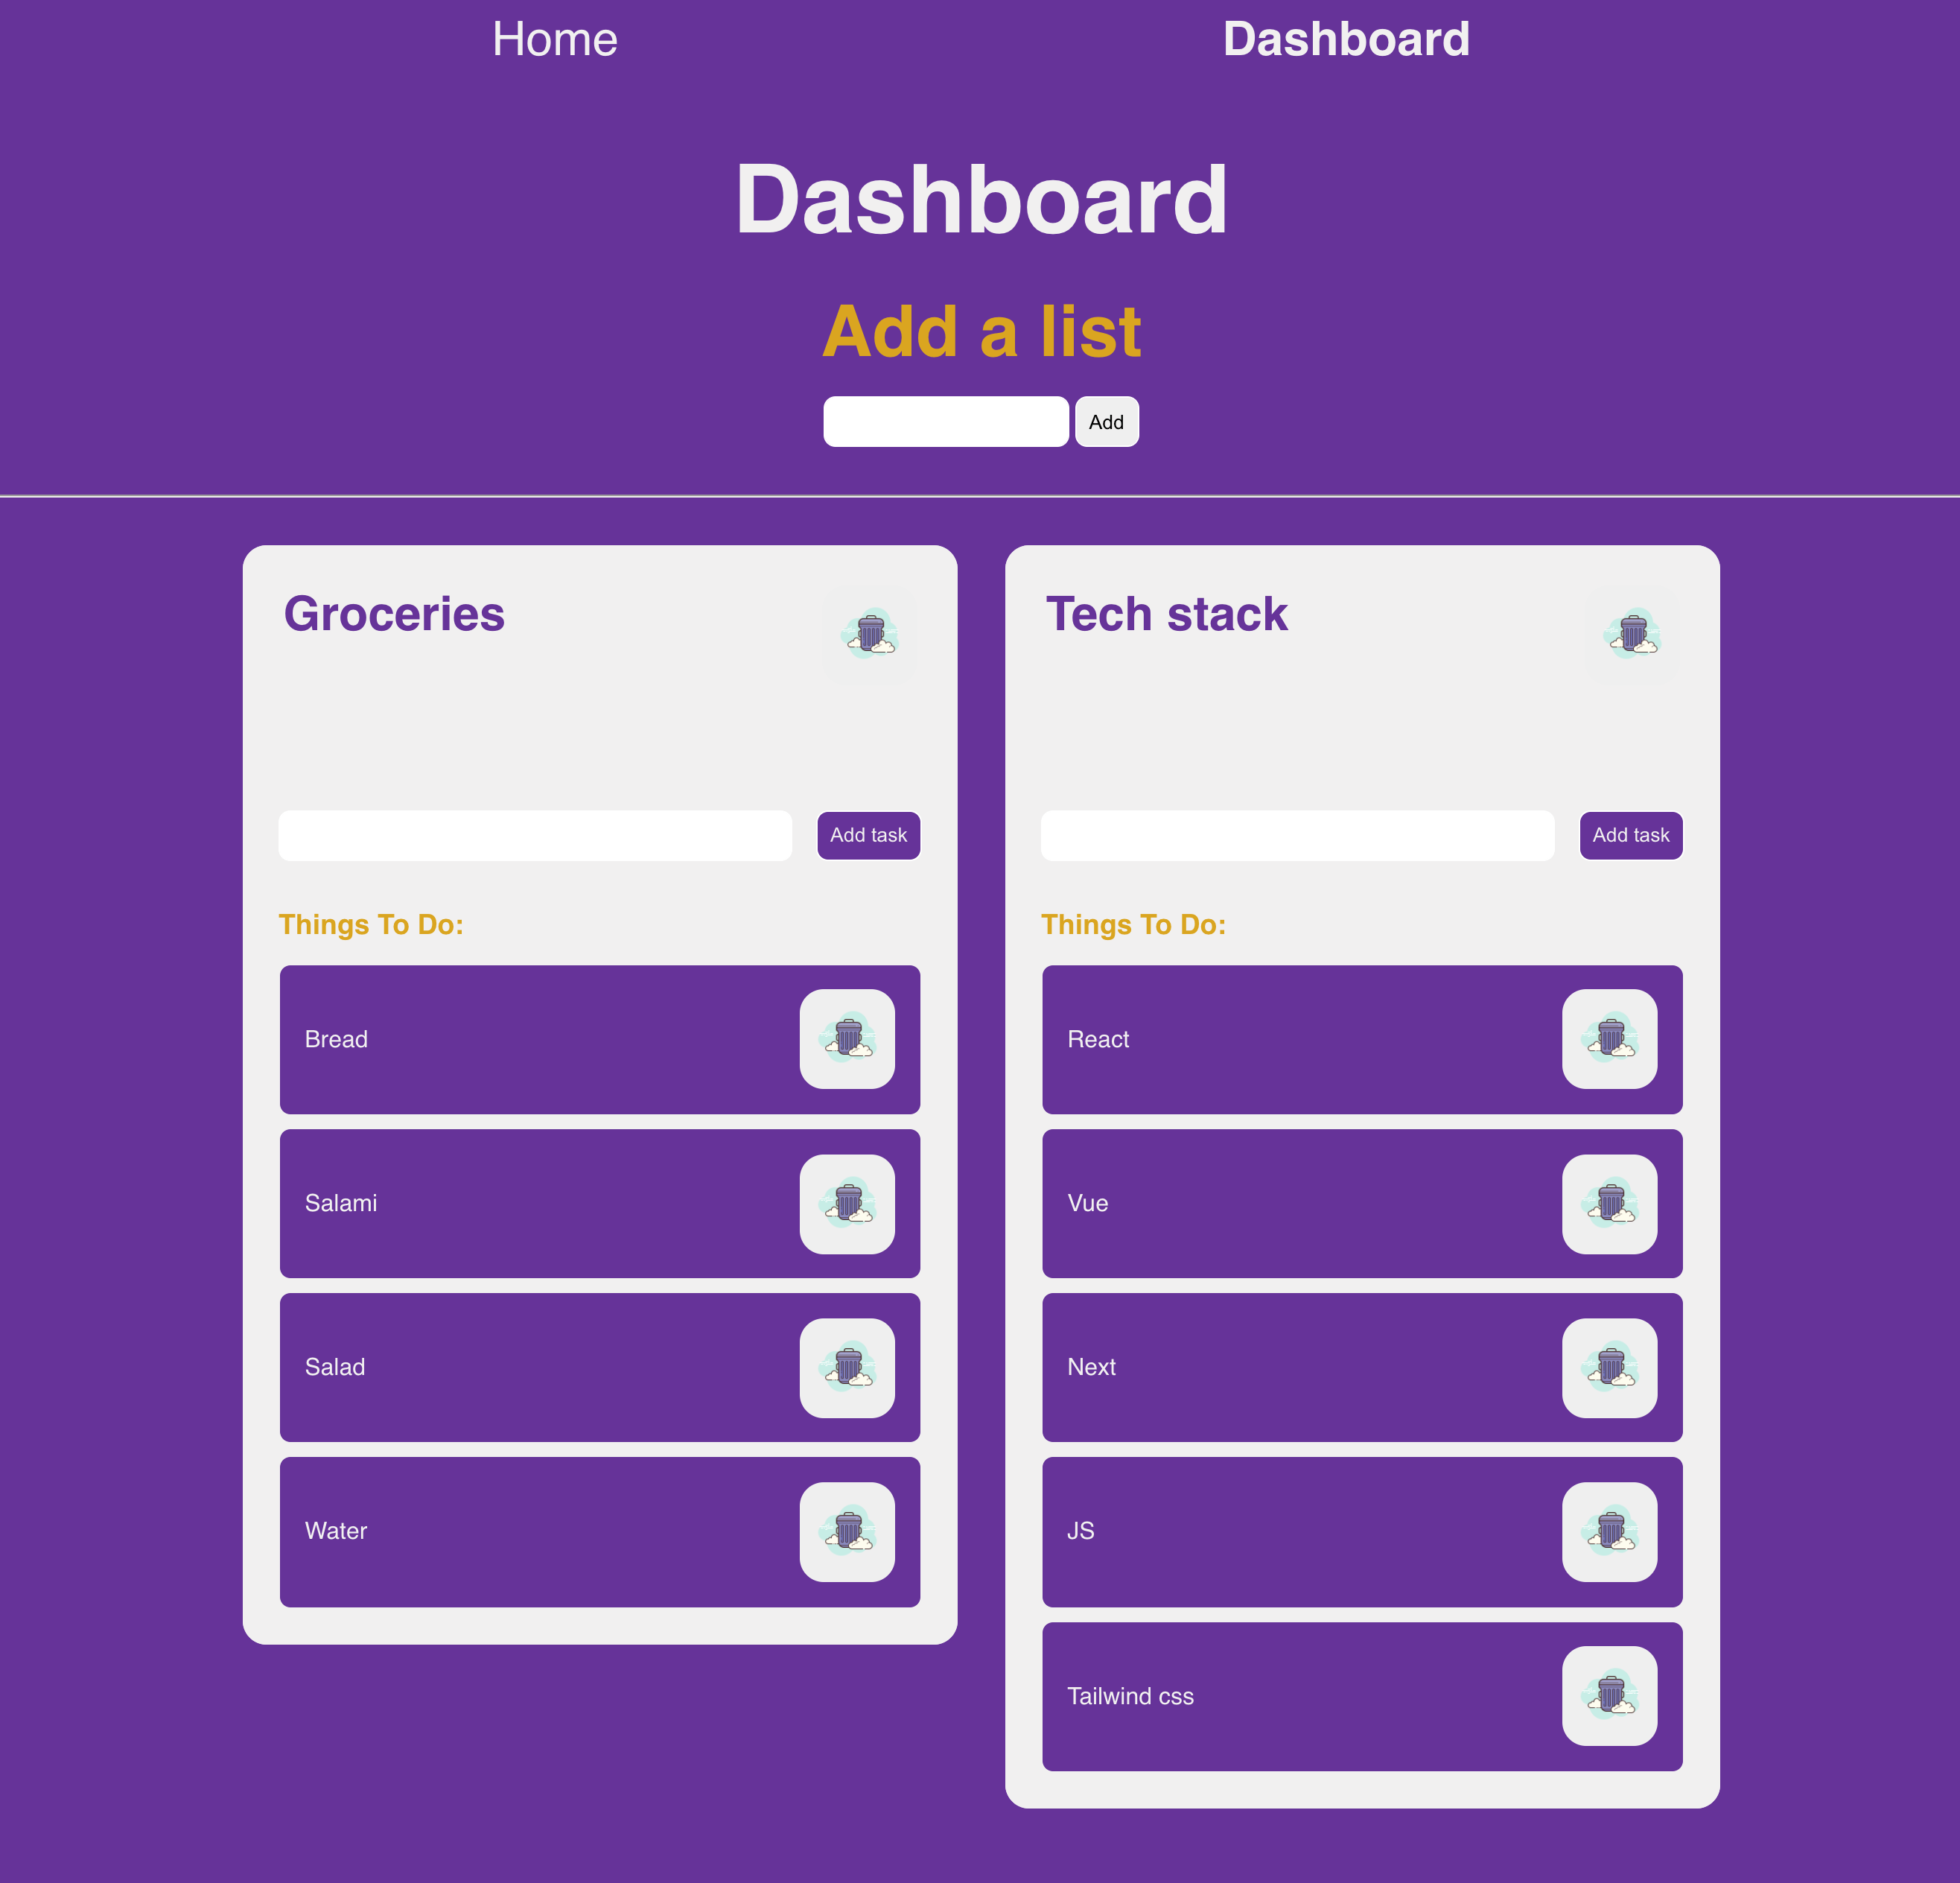 Home
Dashboard
Dashboard
Add a list
Add
Groceries
Add task
Things To Do:
Bread
Salami
Salad
Water
Tech stack
Add task
Things To Do:
React
Vue
Next
JS
Tailwind css